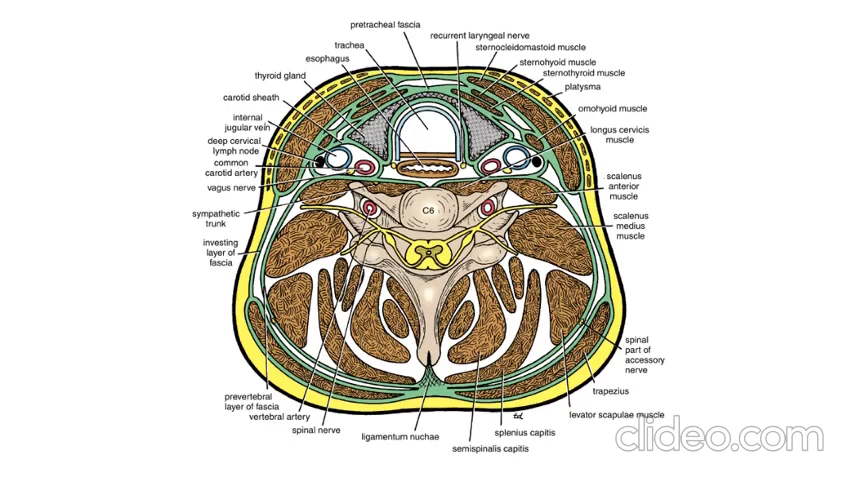 pretracheal fascia
recurrent laryngeal nerve
trachea
sternocleidomastoid muscle
esophagus
sternohyoid muscle
thyroid gland
sternothyroid muscle
platysma
carotid sheath
omohyoid muscle
internal
jugular vein
longus cervicis
muscle
deep cervical
lymph node
common
carotid artery
scalenus
anterior
muscle
vagus nerve
C6
sympathetic
trunk
scalenus
medius
muscle
investing
layer of
fascia
spinal
part of
accessory
nerve
trapezius
prevertebral
layer of fascia
vertebral artery
levator scapulae muscle
spinal nerve
ligamentum nuchae
splenius capitis
semispinalis capitis
clideo.com